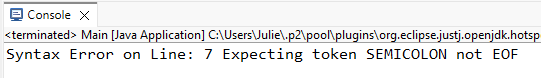 Console
<terminated> Main [Java Application] C:\Users\Julie\.p2\pool\plugins\org.eclipse.justj.openjdk.hotsp
Syntax Error on Line: 7 Expecting token SEMICOLON not EOF